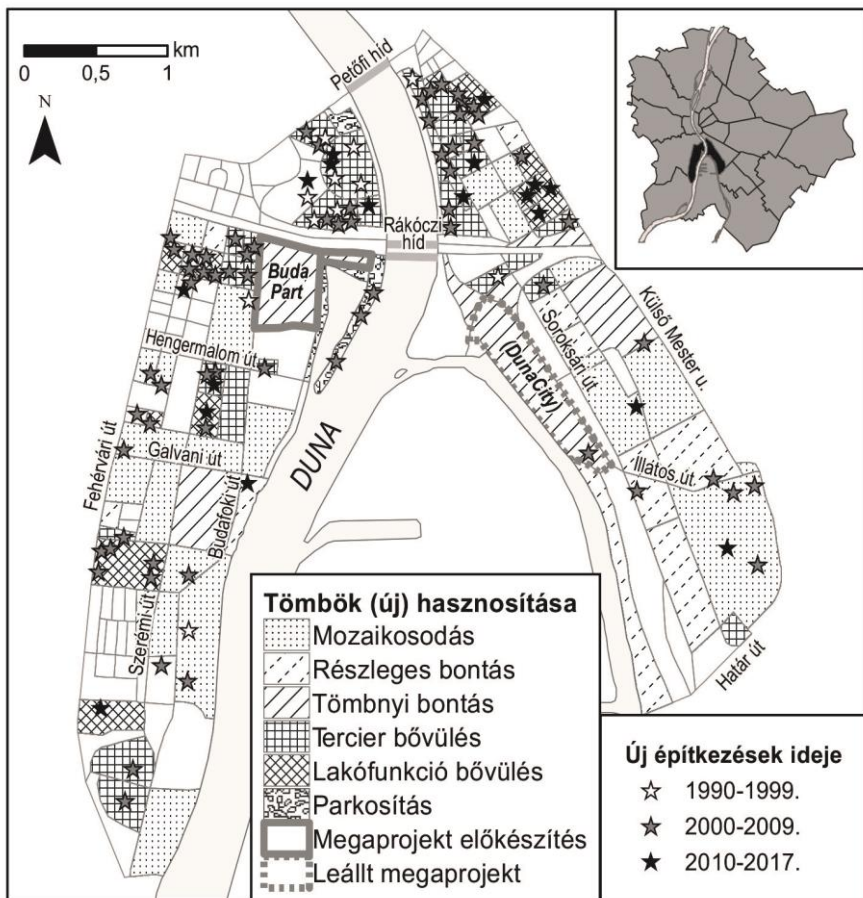 km
0 0,5 1
N
Petőfi híd
Rákóczi
híd
Buda
Part
Hengermalom út
DUNA
(DunaCity)
Soroksári út
Külső Mester u.
Illatos út
Határ út
Galvani út
Fehérvári út
Budafoki út
Szerémi út
Tömbök (új) hasznosítása
Mozaikosodás
Részleges bontás
Tömbnyi bontás
Tercier bővülés
Lakófunkció bővülés
Parkosítás
Megaprojekt előkészítés
Leállt megaprojekt
Új építkezések ideje
1990-1999.
2000-2009.
2010-2017.